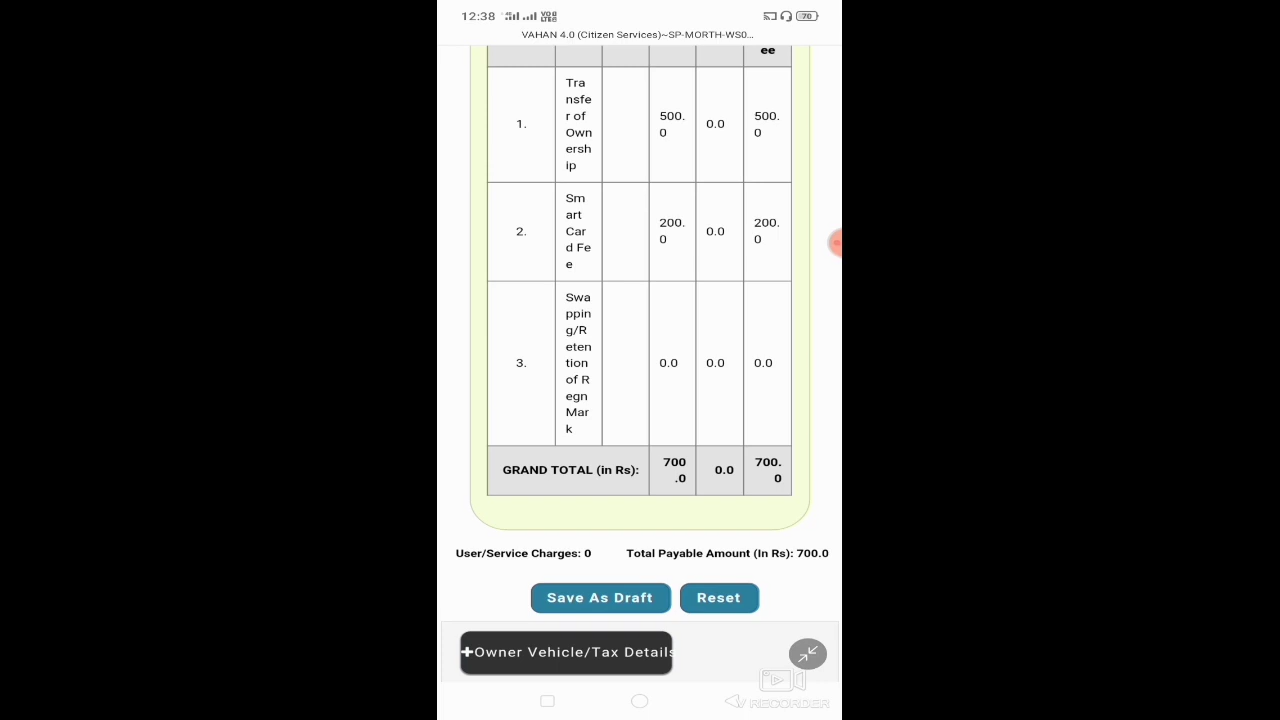 12:38
70
VAHAN 4.0 (Citizen Services)~SP-MORTH-WS0...
ee
1.
Tra
nsfe
r of
Own
ersh
ip
500.
0
0.0
500.
0
2.
Sm
art
Car
d Fe
e
200.
0
0.0
200.
0
3.
Swa
ppin
g/R
eten
tion
of R
egn
Mar
k
0.0
0.0
0.0
GRAND TOTAL (in Rs):
700
.0
0.0
700.
0
User/Service Charges: 0
Total Payable Amount (In Rs): 700.0
Save As Draft
Reset
+Owner Vehicle/Tax Details
V RECORDER